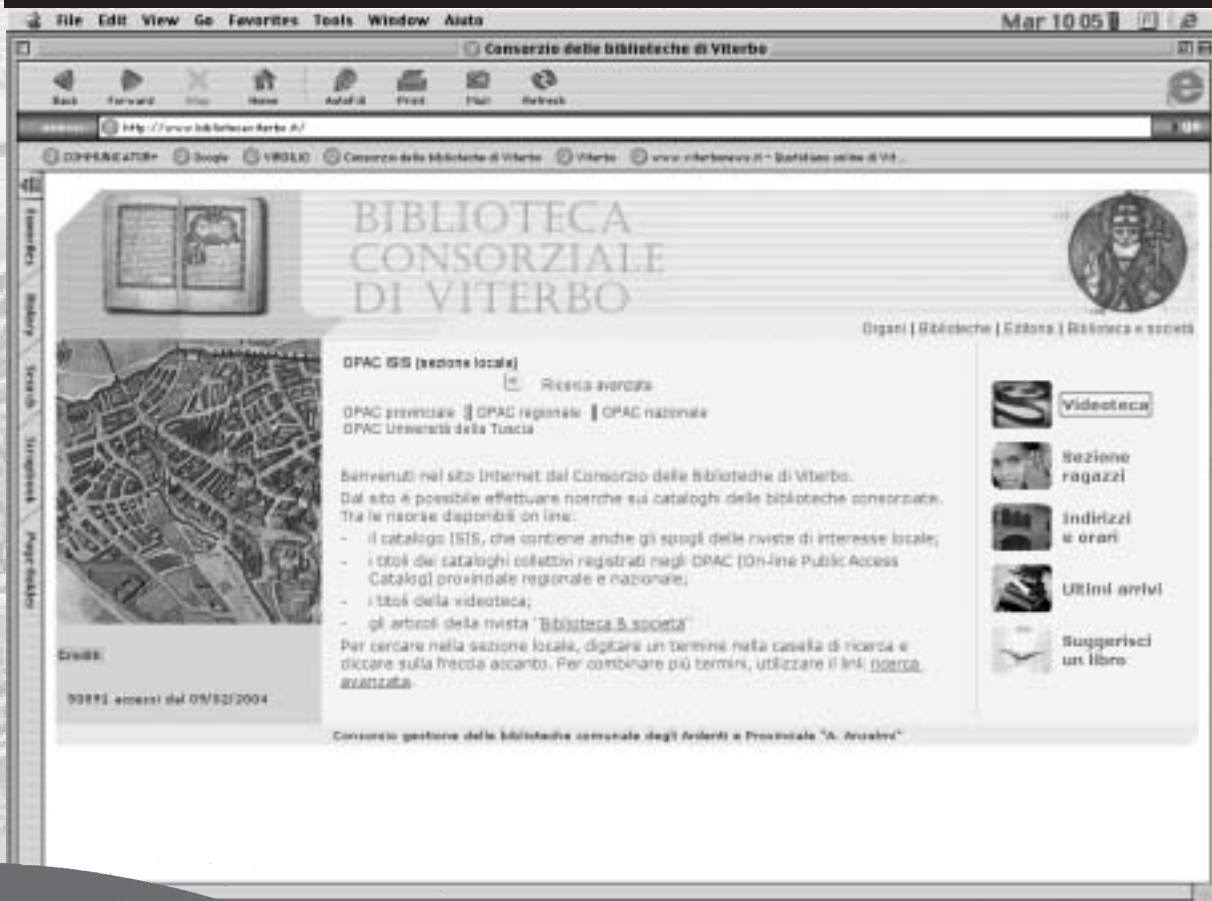 File Edit View Go Favorites Tools Window Aiuto
Mar 10 05
Consorzio delle biblioteche di Viterbo
Back Forward Stop Home AutoFill Print Mail Refresh
Google VIRGILIO Consorzio delle biblioteche di Viterbo Viterbo
Favorites
History
Search
Scrapbook
Page Holder
BIBLIOTECA
CONSORZIALE
DI VITERBO
Organi | Biblioteche | Editoria | Biblioteca e società
OPAC ISIS (sezione locale)
Ricerca avanzata
OPAC provinciale || OPAC regionale || OPAC nazionale
OPAC Università della Tuscia
Benvenuti nel sito Internet del Consorzio delle Biblioteche di Viterbo.
Dal sito è possibile effettuare ricerche sui cataloghi delle biblioteche consorziate.
Tra le risorse disponibili on line:
- il catalogo ISIS, che contiene anche gli spogli delle riviste di interesse locale;
- i titoli dei cataloghi collettivi registrati negli OPAC (On-line Public Access
Catalog) provinciale regionale e nazionale;
- i titoli della videoteca;
- gli articoli della rivista "Biblioteca & società"
Per cercare nella sezione locale, digitare un termine nella casella di ricerca e
cliccare sulla freccia accanto. Per combinare più termini, utilizzare il link ricerca
avanzata.
Videoteca
Sezione
ragazzi
Indirizzi
e orari
Ultimi arrivi
Suggerisci
un libro
Crediti
accessi dal 09/02/2004
Consorzio gestione delle biblioteche comunale degli Ardenti e Provinciale "A. Anselmi"